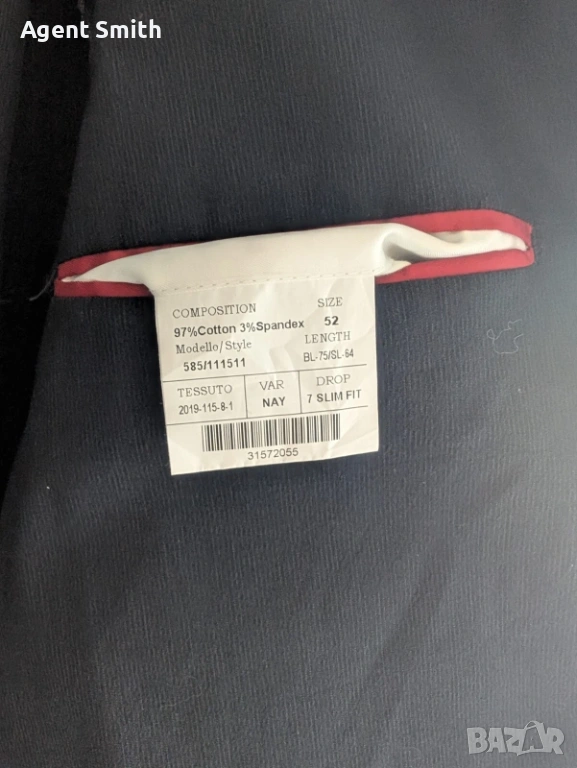 Agent Smith
COMPOSITION SIZE
97%Cotton 3%Spandex 52
Modello/Style LENGTH
585/111511 BL-75/SL-64
TESSUTO VAR DROP
2019-115-8-1 NAY 7 SLIM FIT
31572055
BAZAR